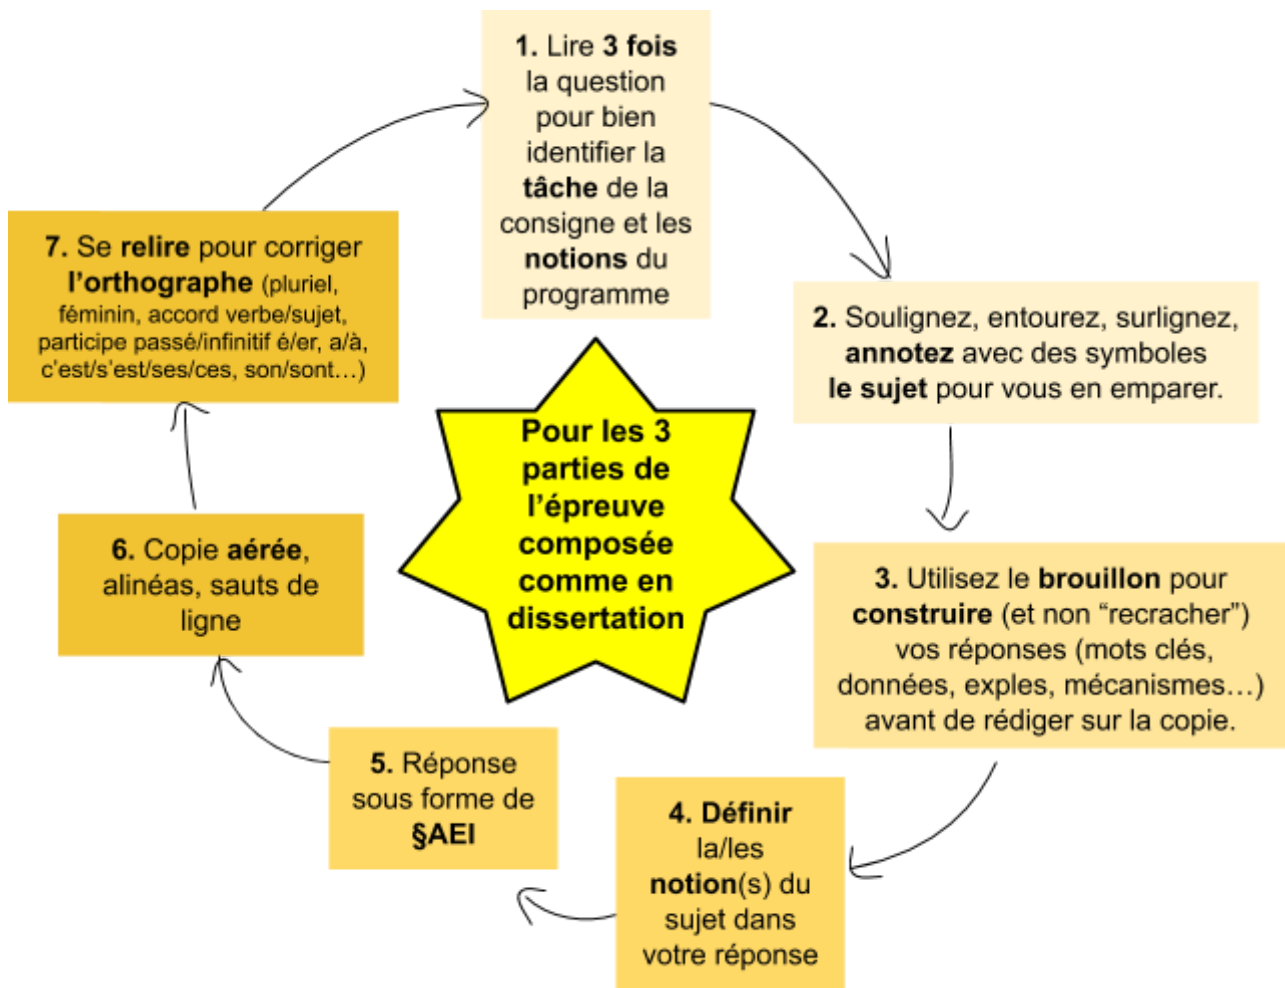 1. Lire 3 fois
la question
pour bien
identifier la
tâche de la
consigne et les
notions du
programme
2. Soulignez, entourez, surlignez,
annotez avec des symboles
le sujet pour vous en emparer.
3. Utilisez le brouillon pour
construire (et non “recracher”)
vos réponses (mots clés,
données, exples, mécanismes…)
avant de rédiger sur la copie.
4. Définir
la/les
notion(s) du
sujet dans
votre réponse
5. Réponse
sous forme de
§AEI
6. Copie aérée,
alinéas, sauts de
ligne
7. Se relire pour corriger
l’orthographe (pluriel,
féminin, accord verbe/sujet,
participe passé/infinitif é/er, a/à,
c’est/s’est/ses/ces, son/sont…)
Pour les 3
parties de
l’épreuve
composée
comme en
dissertation